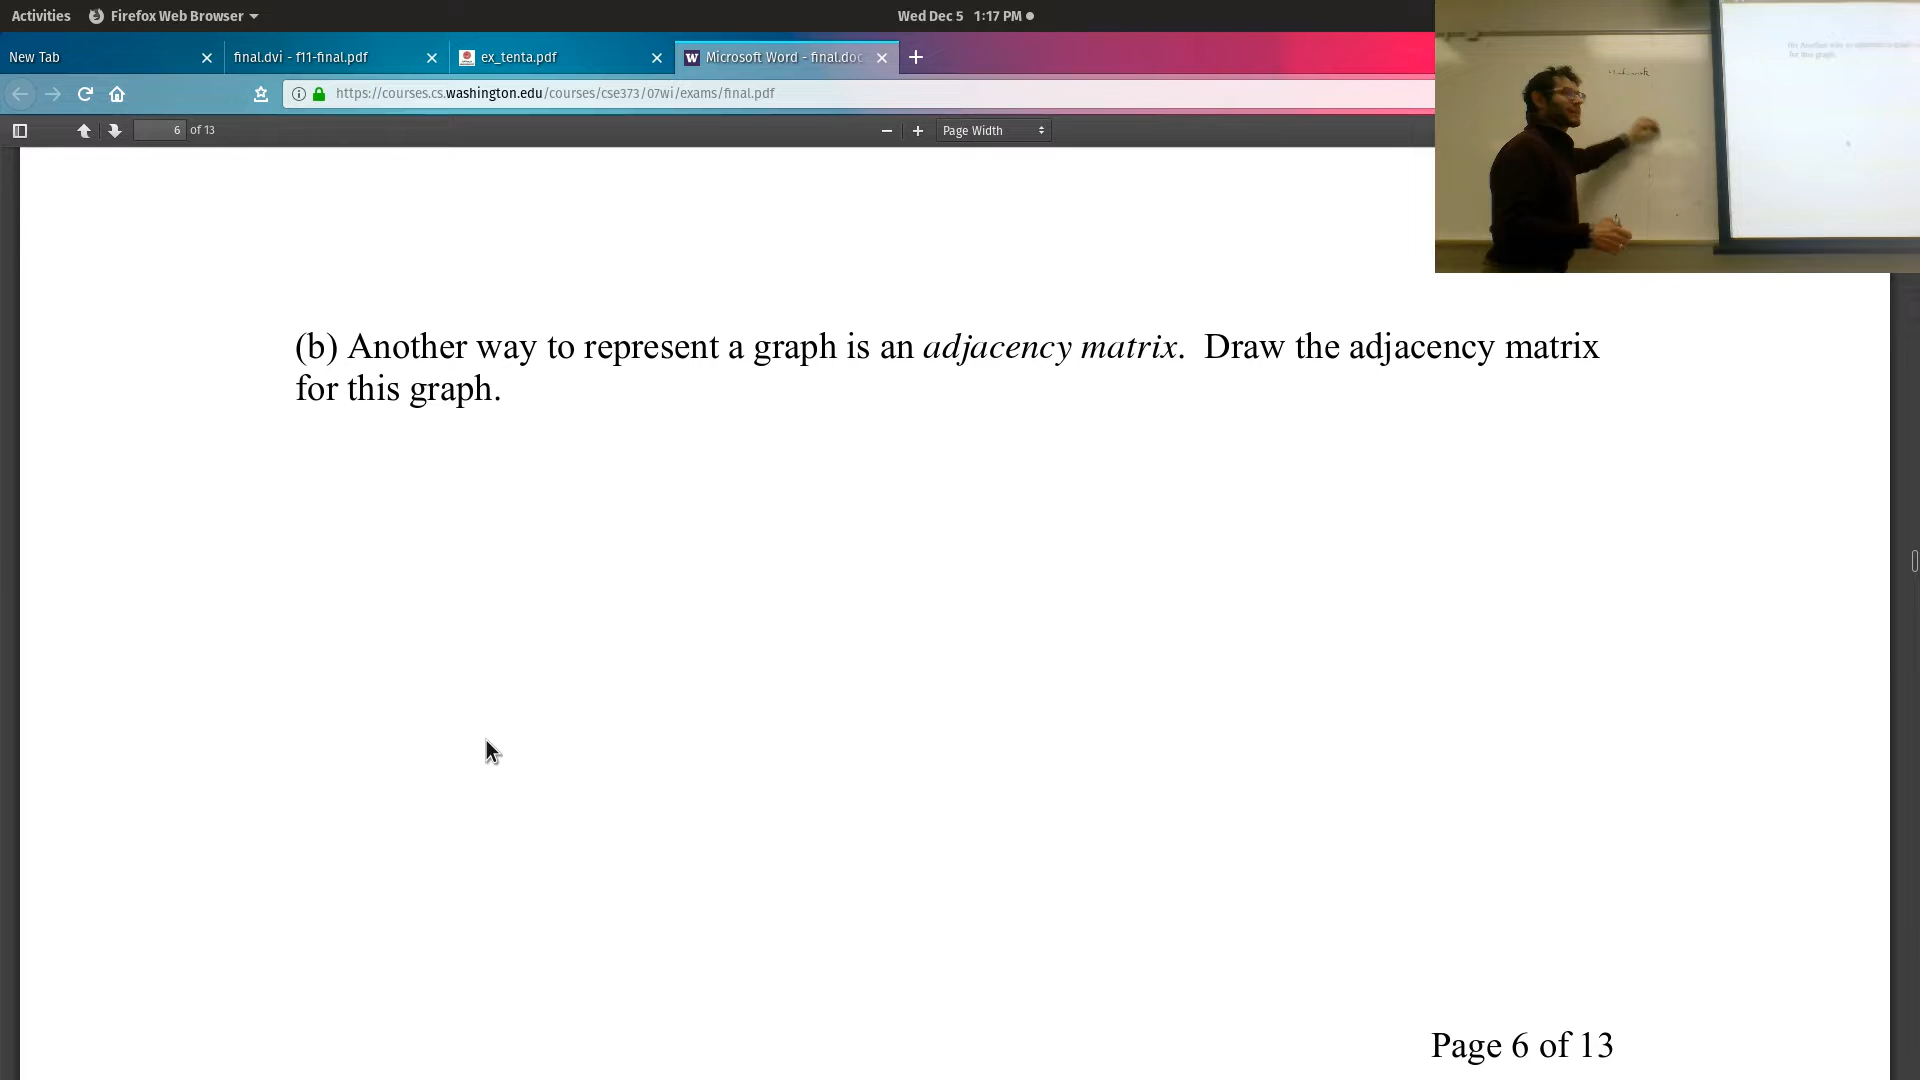 Activities Firefox Web Browser Wed Dec 5 1:17 PM
New Tab final.dvi - f11-final.pdf ex_tenta.pdf Microsoft Word - final.doc
https://courses.cs.washington.edu/courses/cse373/07wi/exams/final.pdf
6 of 13 Page Width
(b) Another way to represent a graph is an adjacency matrix. Draw the adjacency matrix
for this graph.
Page 6 of 13